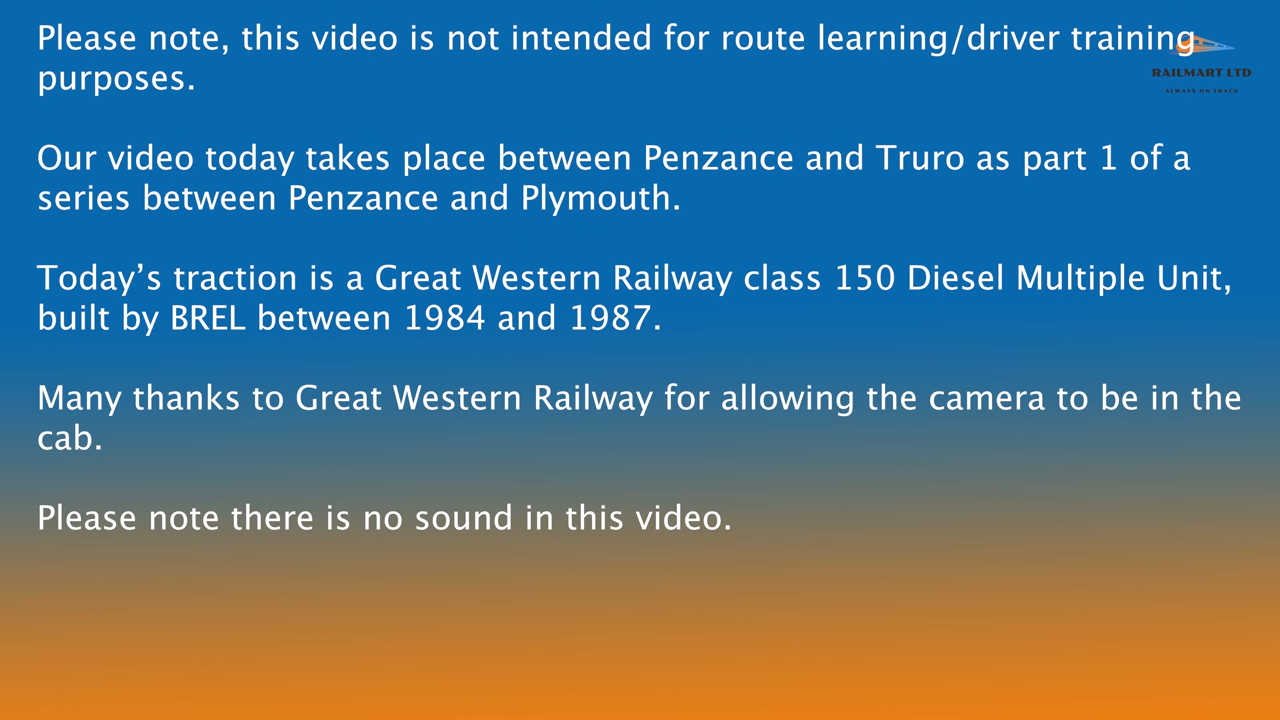 Please note, this video is not intended for route learning/driver training
purposes.
RAILMART LTD
ALWAYS ON TRACK
Our video today takes place between Penzance and Truro as part 1 of a
series between Penzance and Plymouth.
Today’s traction is a Great Western Railway class 150 Diesel Multiple Unit,
built by BREL between 1984 and 1987.
Many thanks to Great Western Railway for allowing the camera to be in the
cab.
Please note there is no sound in this video.